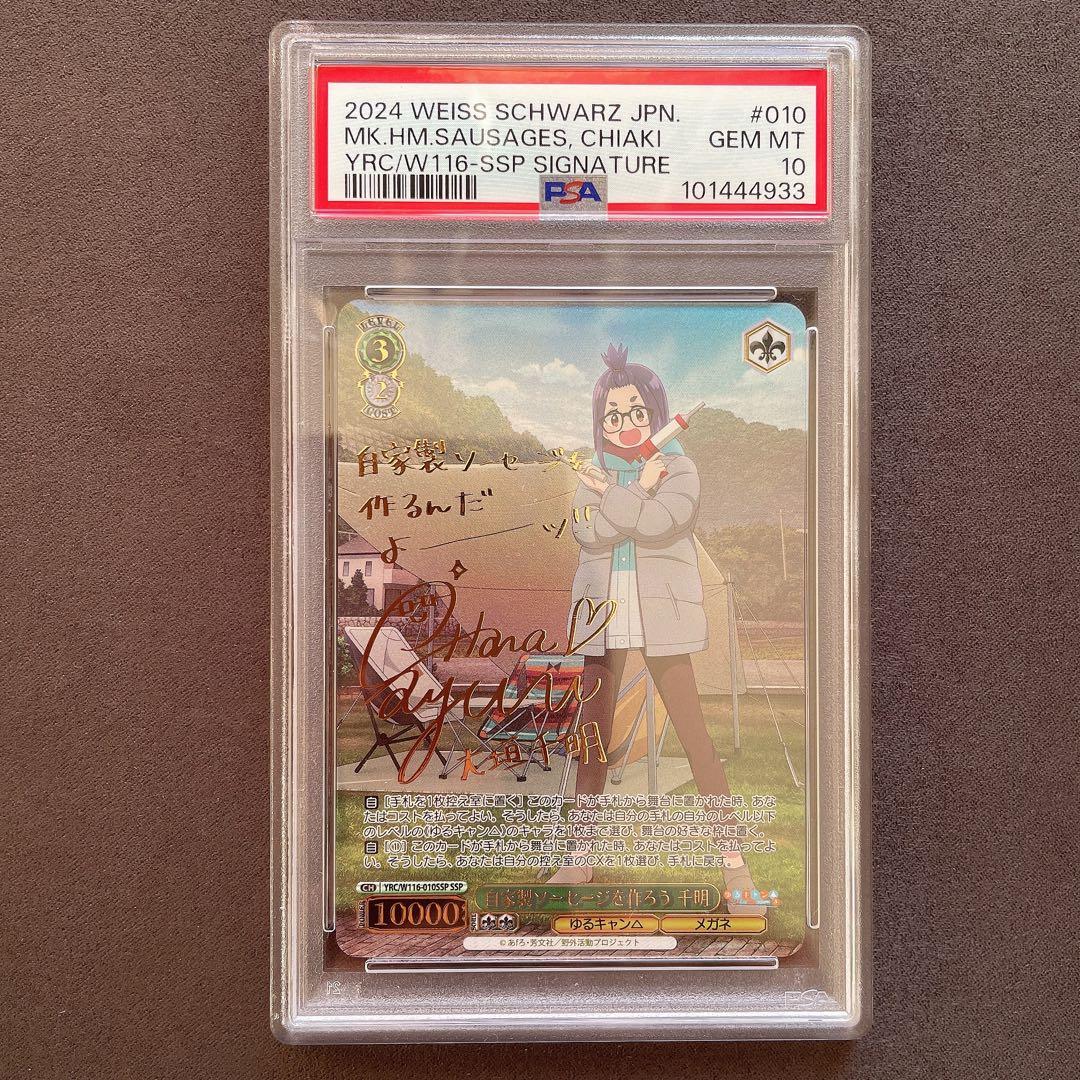 2024 WEISS SCHWARZ JPN. #010
MK.HM.SAUSAGES, CHIAKI GEM MT
YRC/W116-SSP SIGNATURE 10
PSA 101444933
LEVEL
3
2
COST
自家製ソーセージを
作るんだ
よ――ッ!!
Hara
Sayuri
大垣千明
自 [手札を1枚控え室に置く] このカードが手札から舞台に置かれた時、あな
たはコストを払ってよい。そうしたら、あなたは自分の手札の自分のレベル以下
のレベルの《ゆるキャン△》のキャラを1枚まで選び、舞台の好きな枠に置く。
自 [①] このカードが手札から舞台に置かれた時、あなたはコストを払ってよ
い。そうしたら、あなたは自分の控え室のCXを1枚選び、手札に戻す。
CH YRC/W116-010SSP SSP
POWER 10000 SOUL 自家製ソーセージを作ろう 千明
ゆるキャン△ メガネ
©あfろ・芳文社／野外活動プロジェクト
PSA